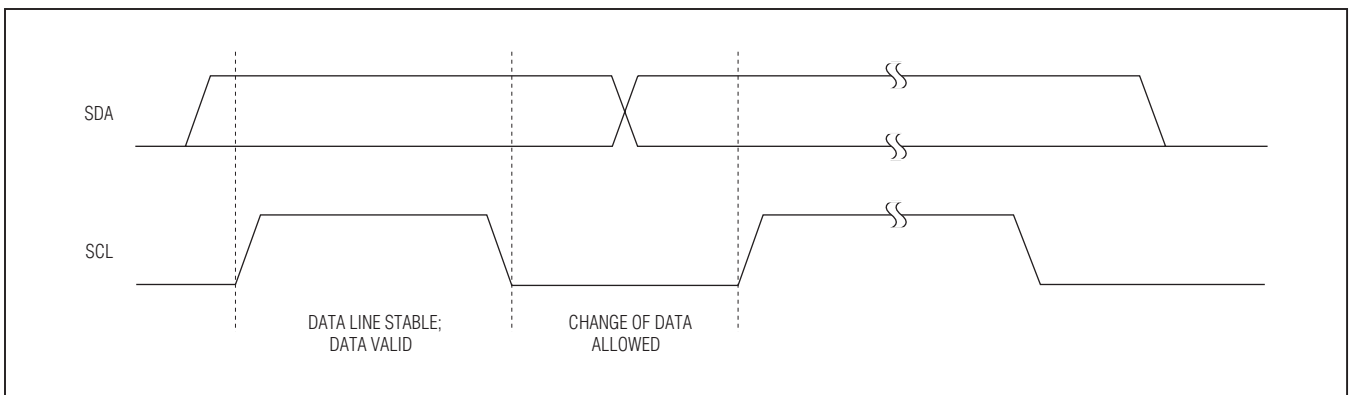 SDA
SCL
DATA LINE STABLE;
DATA VALID
CHANGE OF DATA
ALLOWED